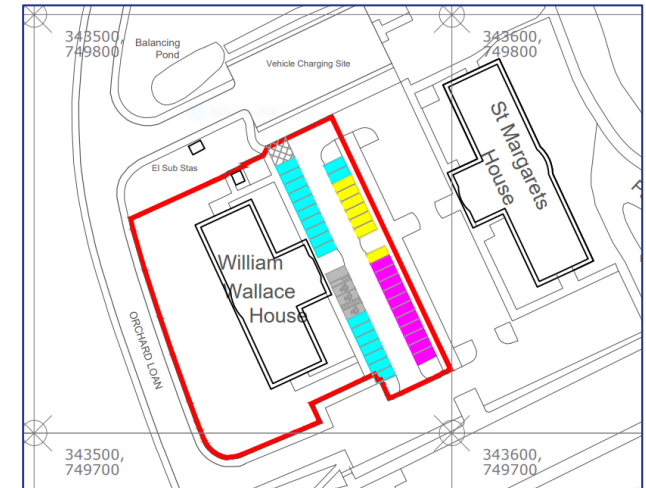 343500,
749800
Balancing
Pond
343600,
749800
Vehicle Charging Site
El Sub Stas
St Margarets
House
William
Wallace
House
ORCHARD LOAN
343500,
749700
343600,
749700